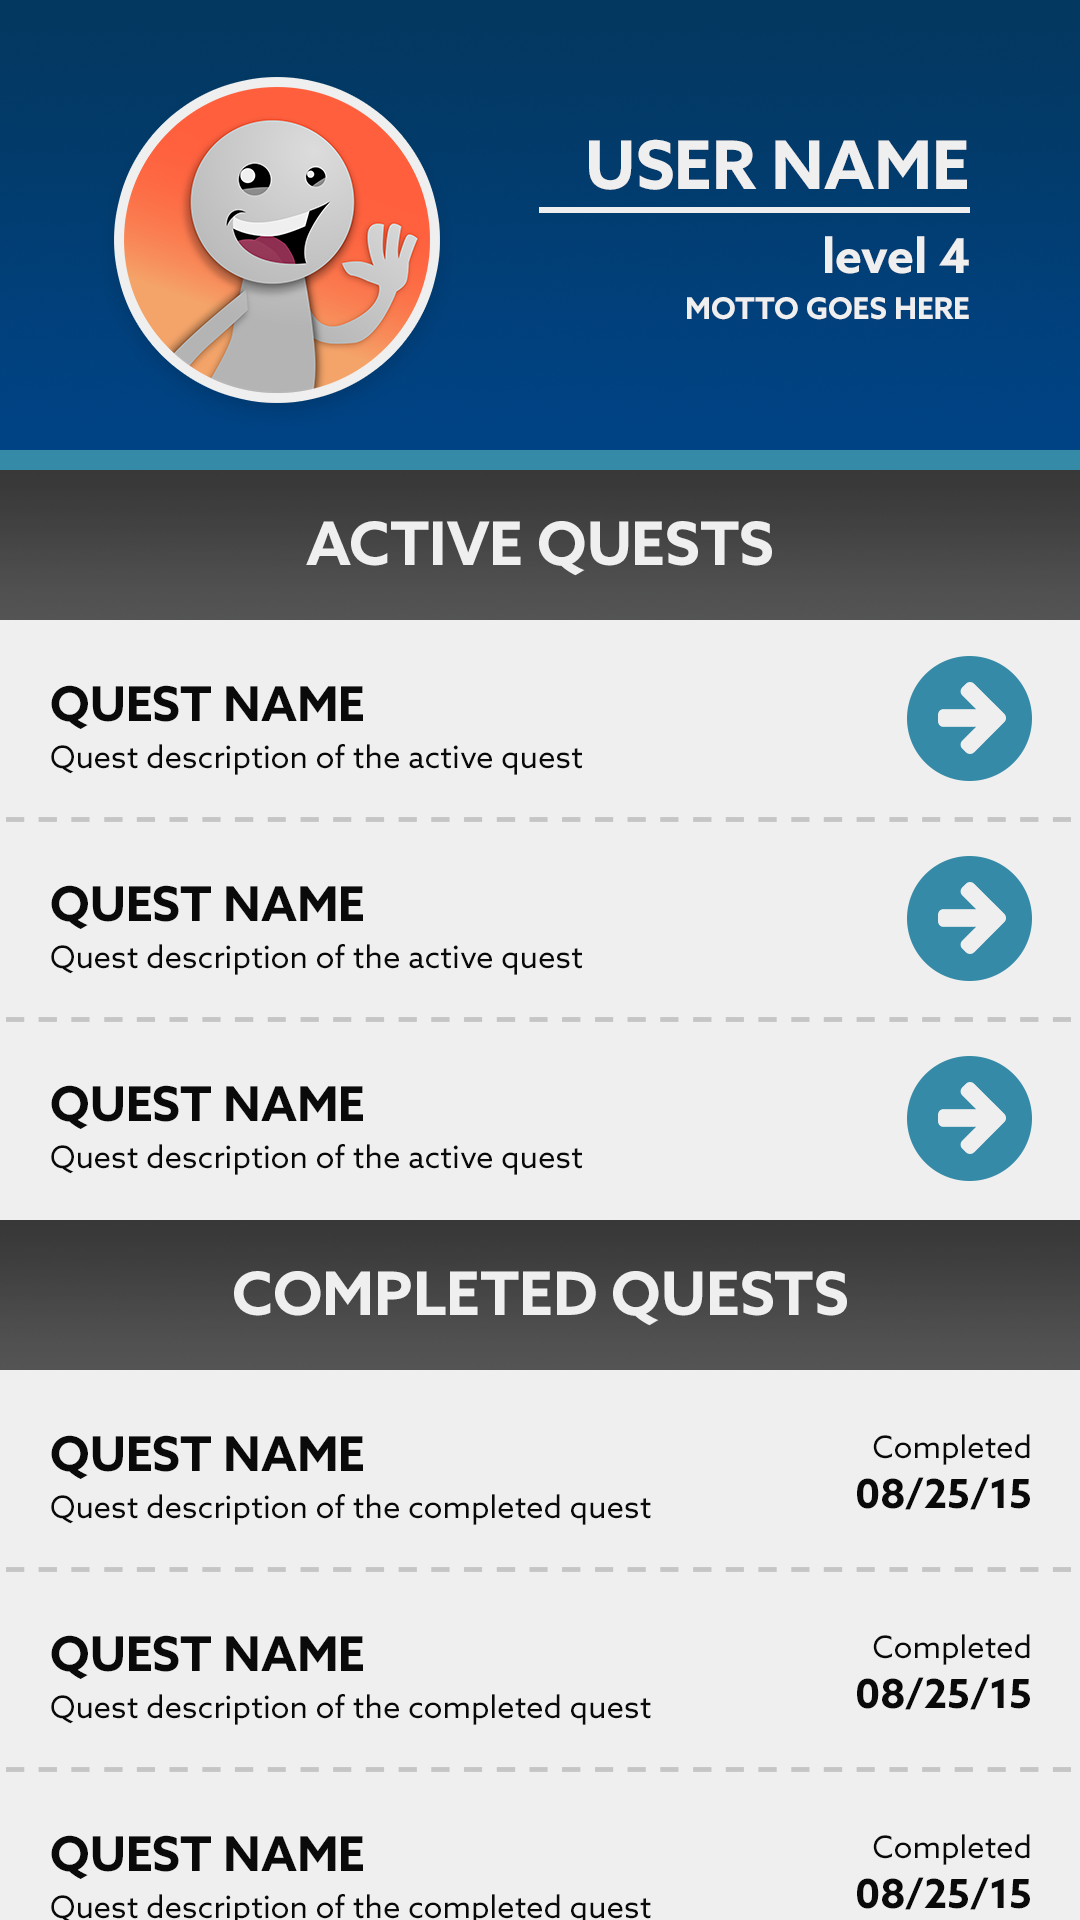 USER NAME
level 4
MOTTO GOES HERE
ACTIVE QUESTS
QUEST NAME
Quest description of the active quest
QUEST NAME
Quest description of the active quest
QUEST NAME
Quest description of the active quest
COMPLETED QUESTS
QUEST NAME
Quest description of the completed quest
Completed
08/25/15
QUEST NAME
Quest description of the completed quest
Completed
08/25/15
QUEST NAME
Quest description of the completed quest
Completed
08/25/15